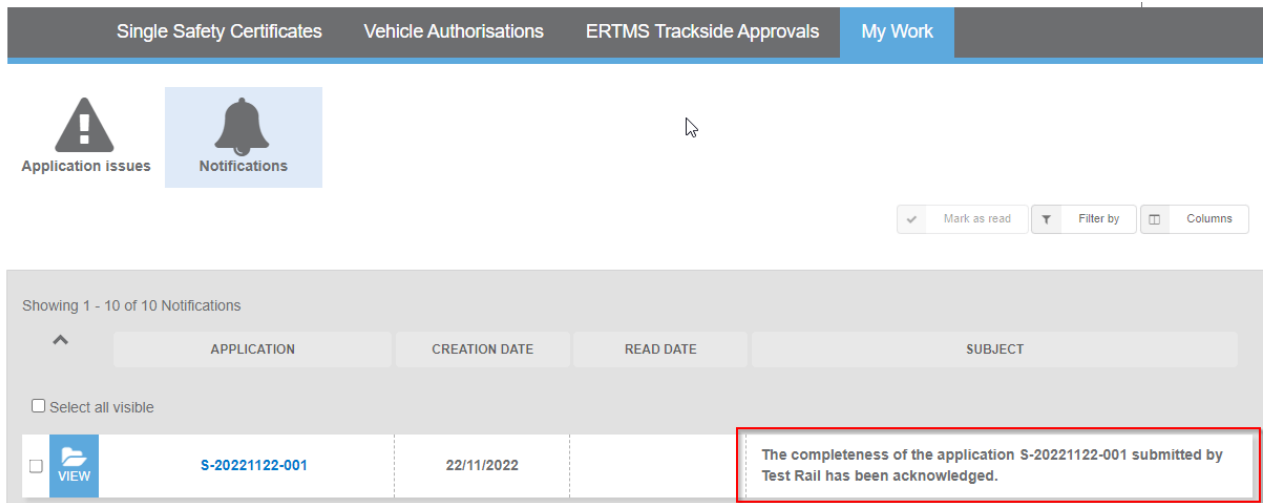 Single Safety Certificates Vehicle Authorisations ERTMS Trackside Approvals My Work
Application issues Notifications
Mark as read Filter by Columns
Showing 1 - 10 of 10 Notifications
APPLICATION CREATION DATE READ DATE SUBJECT
Select all visible
VIEW S-20221122-001 22/11/2022 The completeness of the application S-20221122-001 submitted by
Test Rail has been acknowledged.